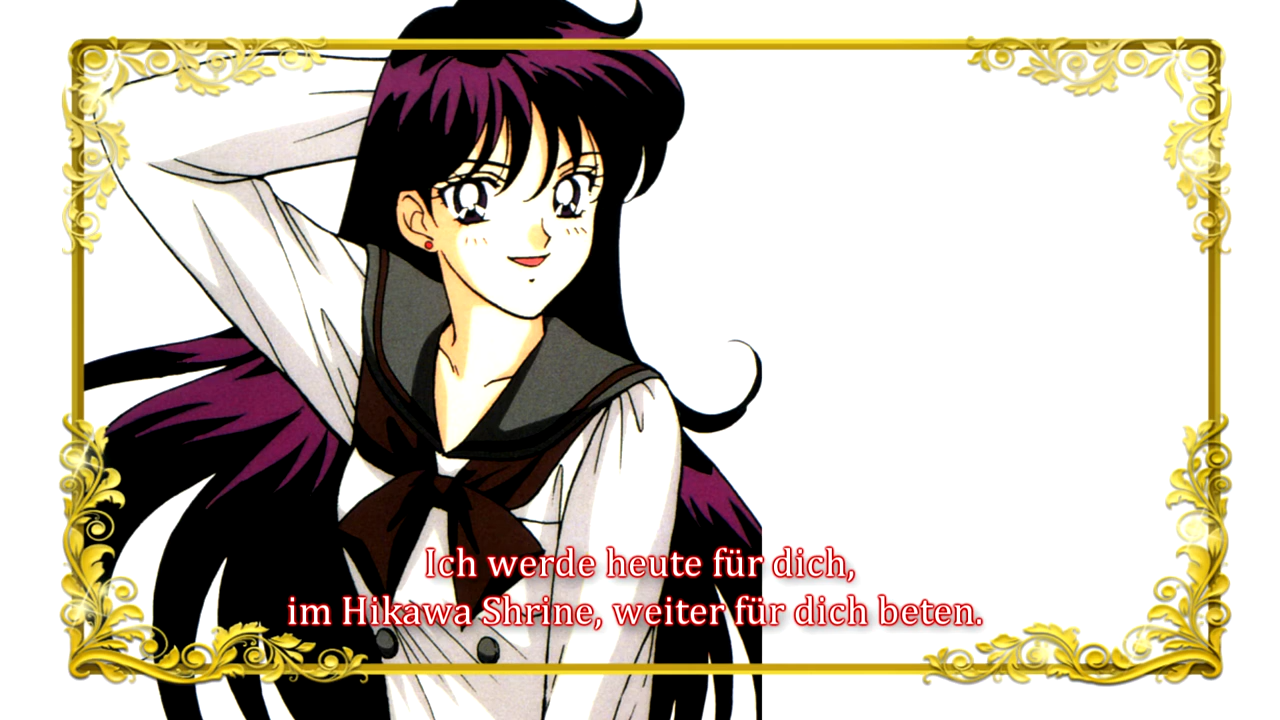 Ich werde heute für dich,
im Hikawa Shrine, weiter für dich beten.